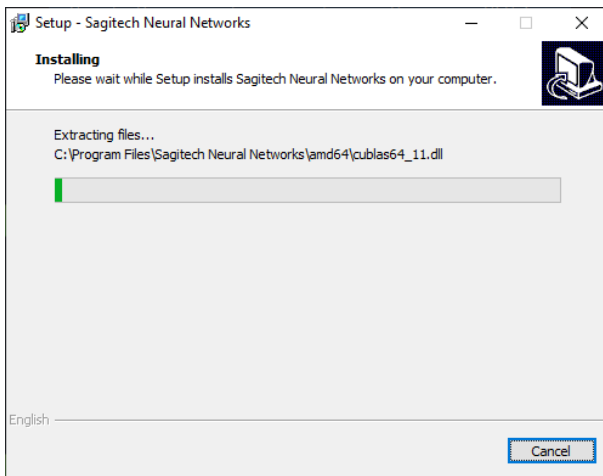 Setup - Sagitech Neural Networks
Installing
Please wait while Setup installs Sagitech Neural Networks on your computer.
Extracting files...
C:\Program Files\Sagitech Neural Networks\amd64\cublas64_11.dll
English
Cancel